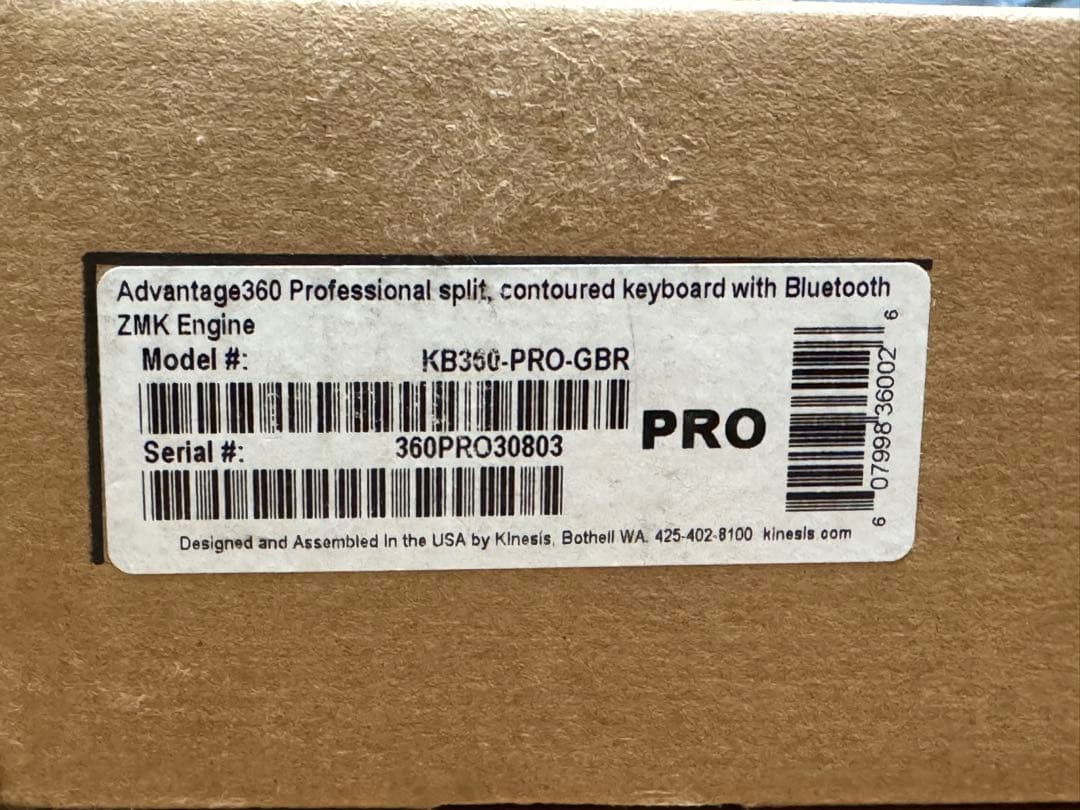 Advantage360 Professional split, contoured keyboard with Bluetooth
ZMK Engine
Model #: KB360-PRO-GBR
Serial #: 360PRO30803
PRO
Designed and Assembled in the USA by Kinesis, Bothell WA. 425-402-8100 kinesis.com
6 07998 36002 6